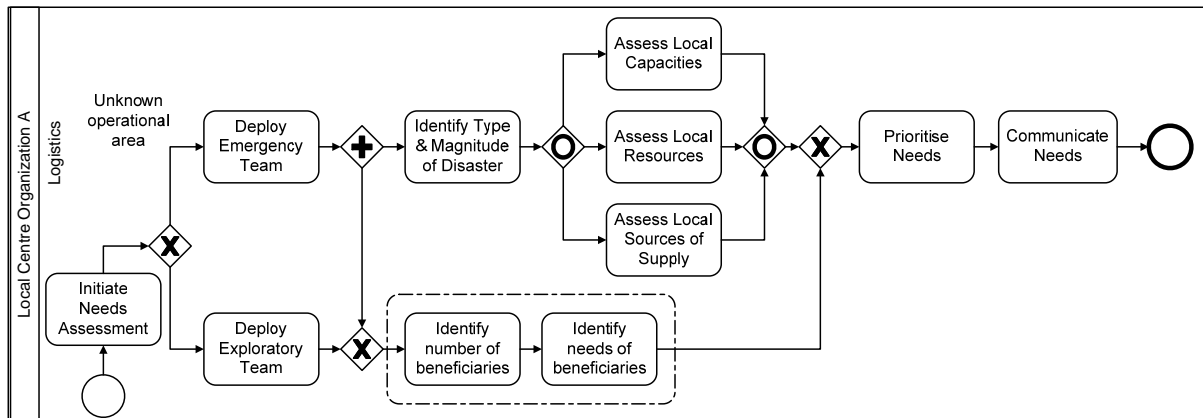 Local Centre Organization A
Logistics
Unknown
operational
area
Initiate
Needs
Assessment
Deploy
Emergency
Team
Deploy
Exploratory
Team
Identify Type
& Magnitude
of Disaster
Assess Local
Capacities
Assess Local
Resources
Assess Local
Sources of
Supply
Identify
number of
beneficiaries
Identify
needs of
beneficiaries
Prioritise
Needs
Communicate
Needs